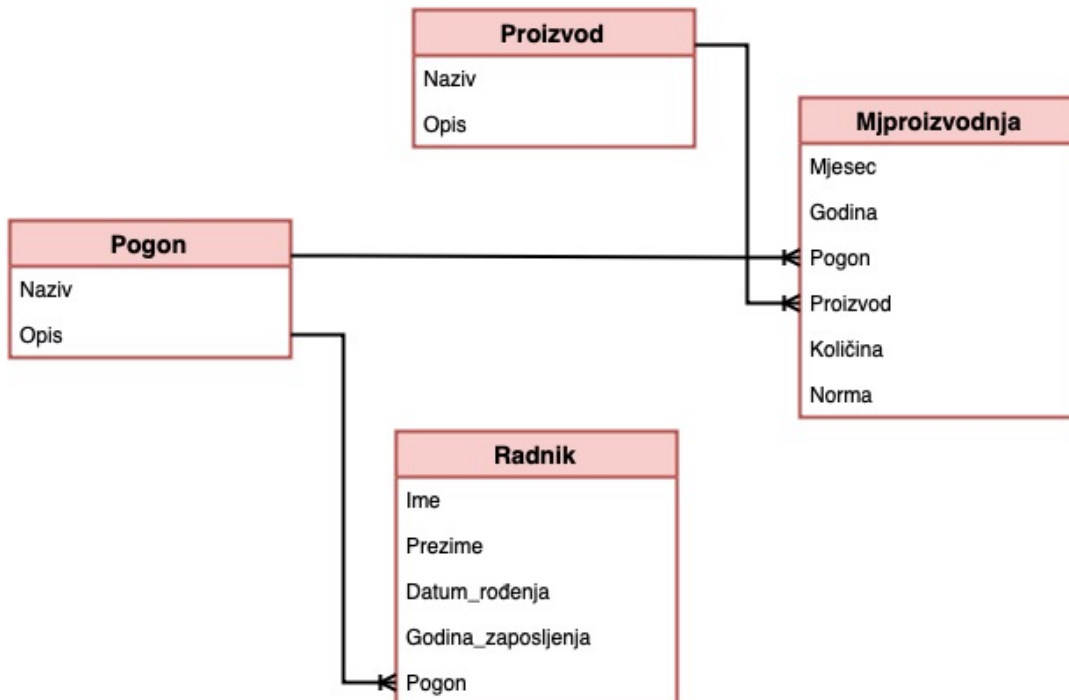 Proizvod
Naziv
Opis
Mjproizvodnja
Mjesec
Godina
Pogon
Proizvod
Količina
Norma
Pogon
Naziv
Opis
Radnik
Ime
Prezime
Datum_rođenja
Godina_zaposljenja
Pogon